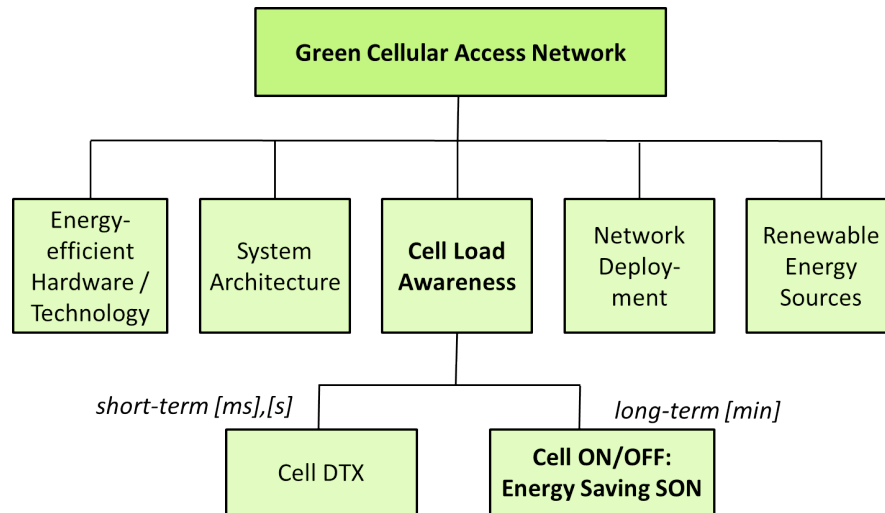 Green Cellular Access Network
Energy-
efficient
Hardware /
Technology
System
Architecture
Cell Load
Awareness
Network
Deploy-
ment
Renewable
Energy
Sources
short-term [ms],[s]
long-term [min]
Cell DTX
Cell ON/OFF:
Energy Saving SON